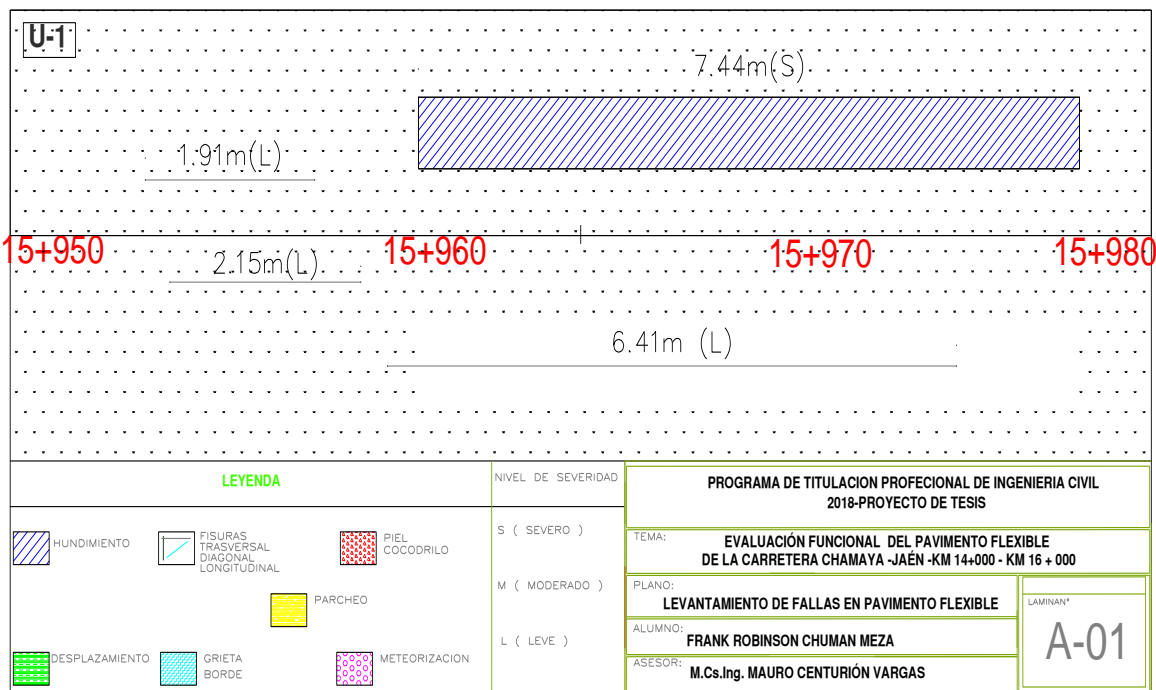 U-1
7.44m(S)
1.91m(L)
15+950
15+960
15+970
15+980
2.15m(L)
6.41m (L)
LEYENDA
HUNDIMIENTO
FISURAS
TRASVERSAL
DIAGONAL
LONGITUDINAL
PIEL
COCODRILO
PARCHEO
DESPLAZAMIENTO
GRIETA
BORDE
METEORIZACION
NIVEL DE SEVERIDAD
S ( SEVERO )
M ( MODERADO )
L ( LEVE )
PROGRAMA DE TITULACION PROFECIONAL DE INGENIERIA CIVIL
2018-PROYECTO DE TESIS
TEMA:
EVALUACIÓN FUNCIONAL DEL PAVIMENTO FLEXIBLE
DE LA CARRETERA CHAMAYA -JAÉN -KM 14+000 - KM 16 + 000
PLANO:
LEVANTAMIENTO DE FALLAS EN PAVIMENTO FLEXIBLE
ALUMNO:
FRANK ROBINSON CHUMAN MEZA
ASESOR:
M.Cs.Ing. MAURO CENTURIÓN VARGAS
LAMINAN°
A-01